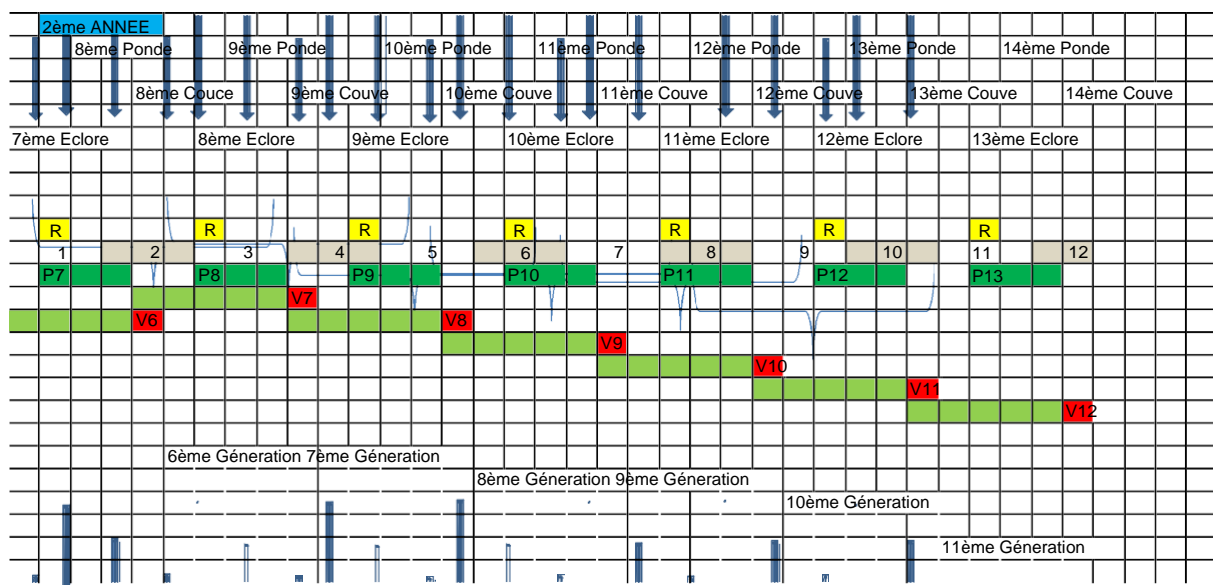 2ème ANNEE
8ème Ponde 9ème Ponde 10ème Ponde 11ème Ponde 12ème Ponde 13ème Ponde 14ème Ponde
8ème Couce 9ème Couve 10ème Couve 11ème Couve 12ème Couve 13ème Couve 14ème Couve
7ème Eclore 8ème Eclore 9ème Eclore 10ème Eclore 11ème Eclore 12ème Eclore 13ème Eclore
R R R R R R R
1 2 3 4 5 6 7 8 9 10 11 12
P7 P8 P9 P10 P11 P12 P13
V7
V6 V8
V9
V10
V11
V12
6ème Géneration 7ème Géneration
8ème Géneration 9ème Géneration
10ème Géneration
11ème Géneration